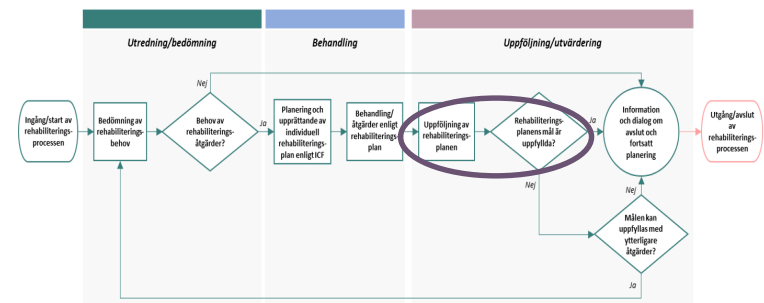 Utredning/bedömning
Behandling
Uppföljning/utvärdering
Ingång/start av
rehabiliterings-
processen
Bedömning av
rehabiliterings-
behov
Behov av
rehabiliterings-
åtgärder?
Nej
Ja
Planering och
upprättande av
individuell
rehabiliterings-
plan enligt ICF
Behandling/
åtgärder enligt
rehabiliterings-
plan
Uppföljning av
rehabiliterings-
planen
Rehabiliterings-
planens mål är
uppfyllda?
Ja
Nej
Information
och dialog om
avslut och
fortsatt
planering
Utgång/avslut
av
rehabiliterings-
processen
Nej
Målen kan
uppfyllas med
ytterligare
åtgärder?
Ja